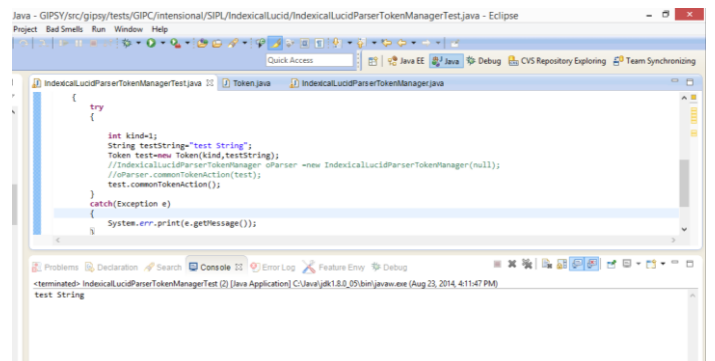 Java - GIPSY/src/gipsy/tests/GIPC/intensional/SIPL/IndexicalLucid/IndexicalLucidParserTokenManagerTest.java - Eclipse
Project Bad Smells Run Window Help
Quick Access
Java EE Java Debug CVS Repository Exploring Team Synchronizing
IndexicalLucidParserTokenManagerTest.java Token.java IndexicalLucidParserTokenManager.java
{
try
{
int kind=1;
String testString="test String";
Token test=new Token(kind,testString);
//IndexicalLucidParserTokenManager oParser =new IndexicalLucidParserTokenManager(null);
//oParser.commonTokenAction(test);
test.commonTokenAction();
}
catch(Exception e)
{
System.err.print(e.getMessage());
}
Problems Declaration Search Console Error Log Feature Envy Debug
<terminated> IndexicalLucidParserTokenManagerTest (2) [Java Application] C:\Java\jdk1.8.0_05\bin\javaw.exe (Aug 23, 2014, 4:11:47 PM)
test String